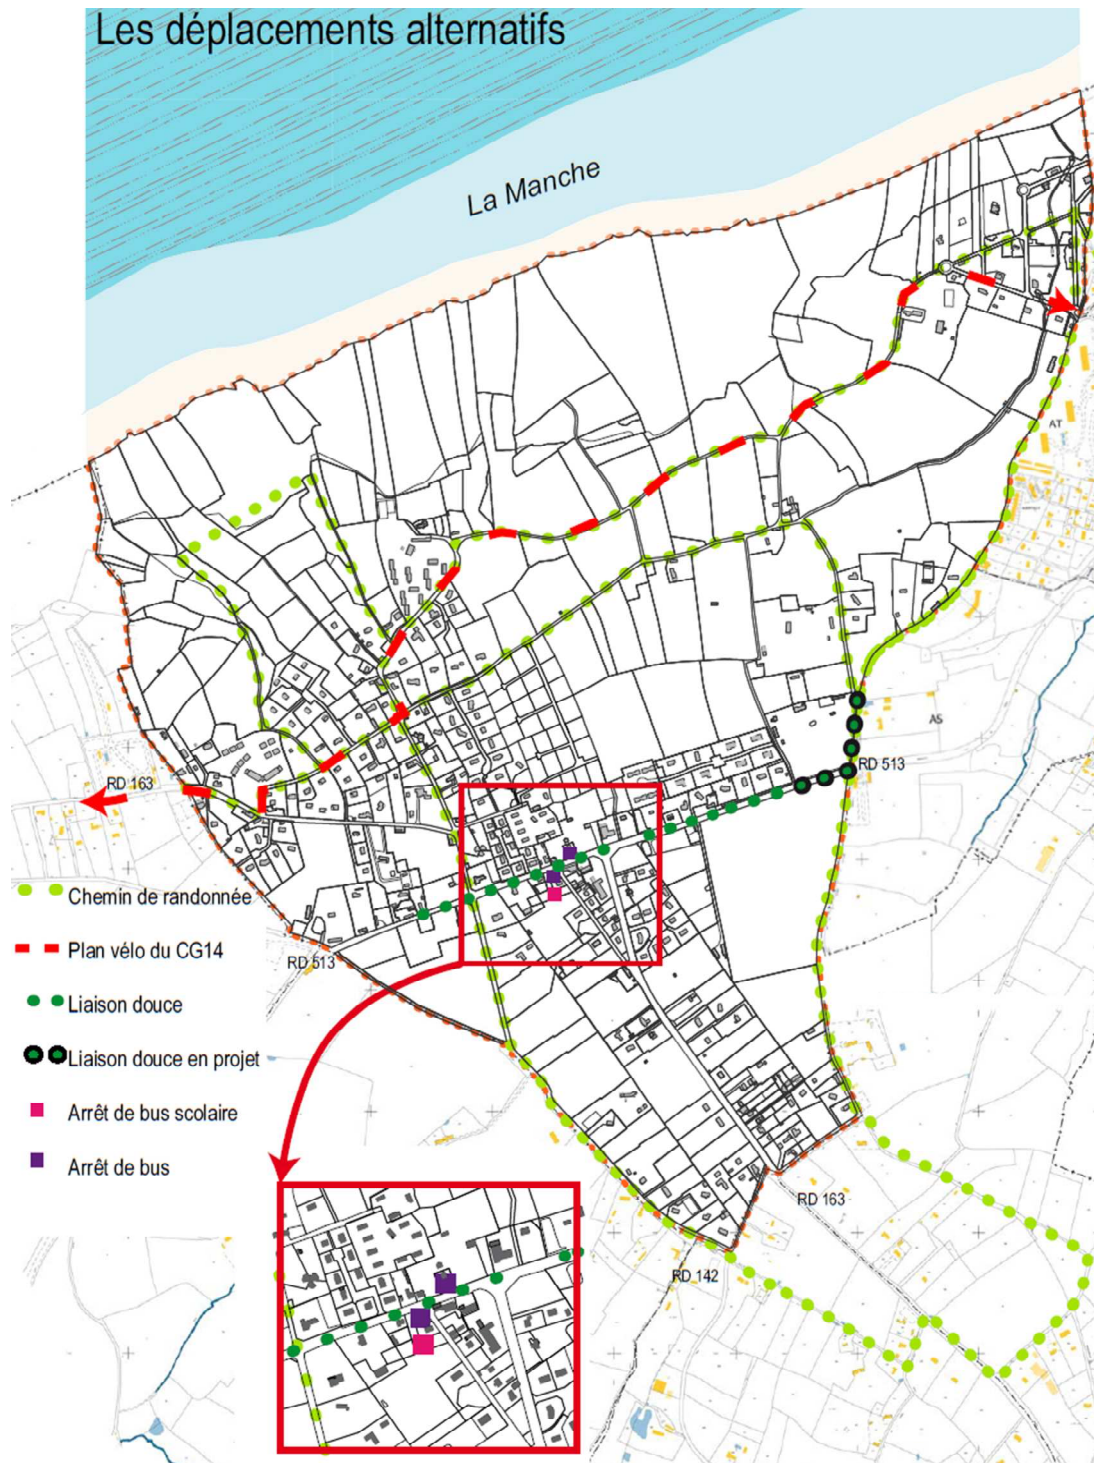 Les déplacements alternatifs
La Manche
AT
AS
RD 513
RD 163
Chemin de randonnée
Plan vélo du CG14
RD 513
Liaison douce
Liaison douce en projet
Arrêt de bus scolaire
Arrêt de bus
RD 163
RD 142